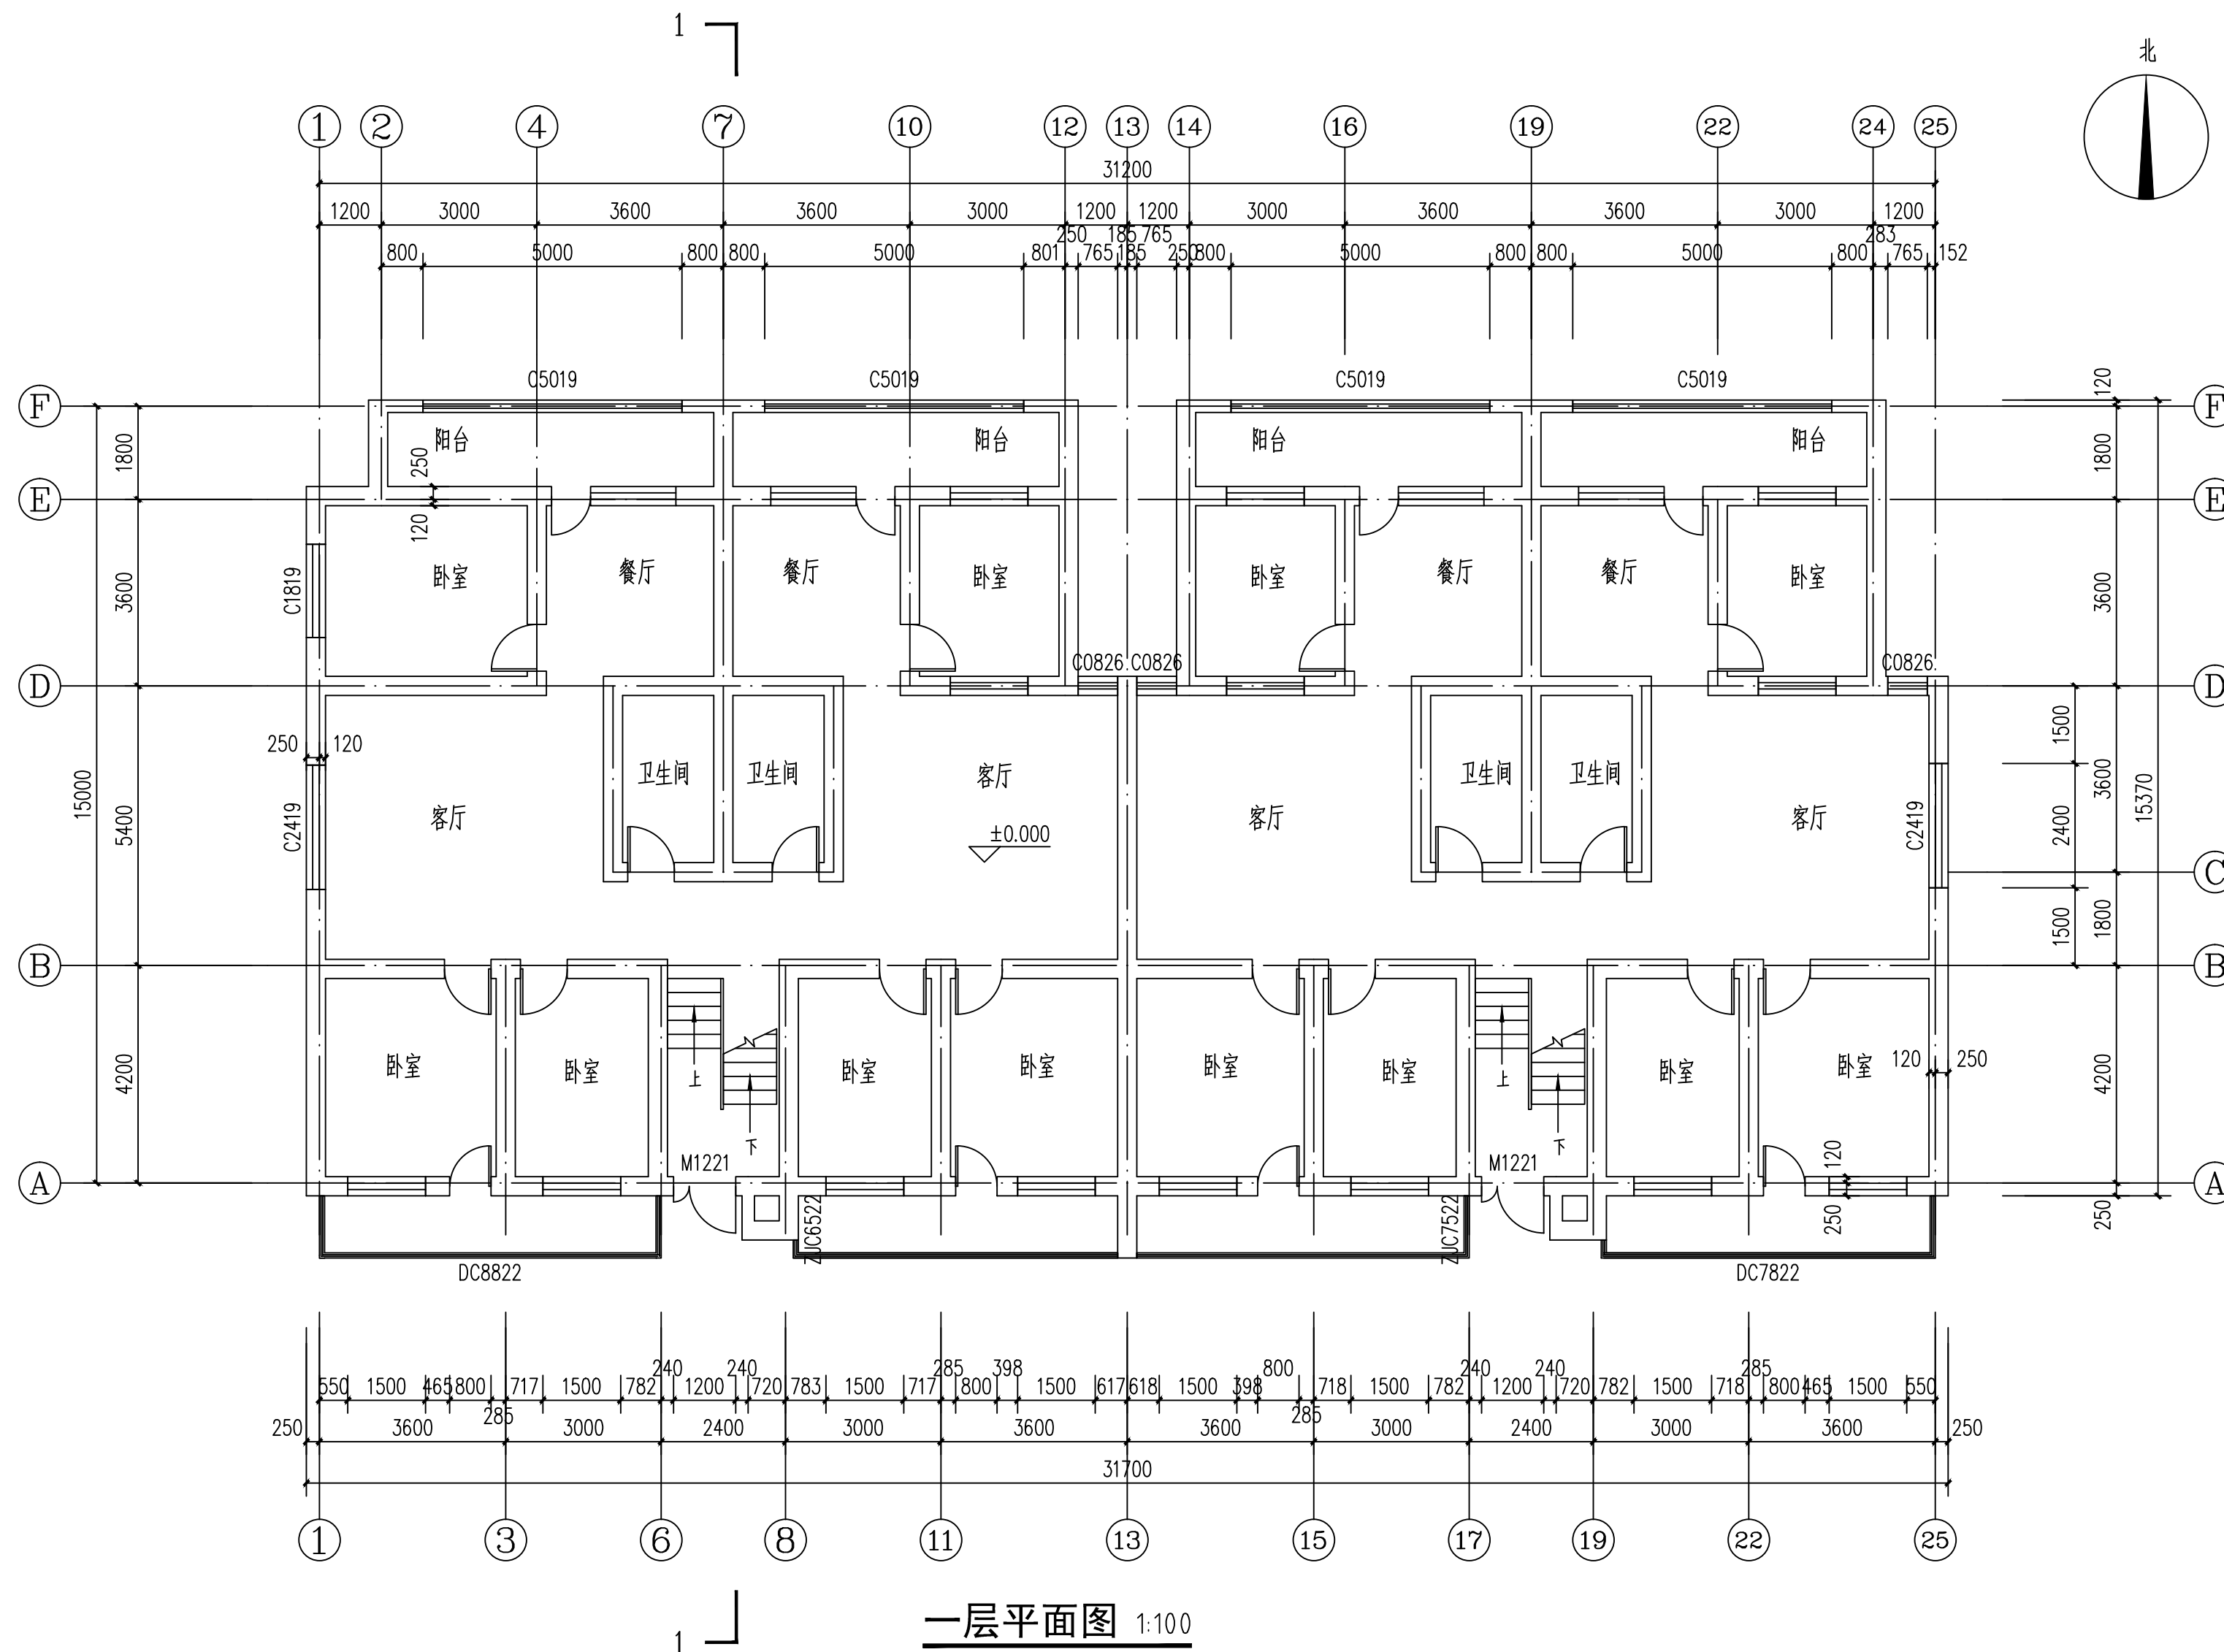 1
北
1 2 4 7 10 12 13 14 16 19 22 24 25
31200
1200 3000 3600 3600 3000 1200 1200 3000 3600 3600 3000 1200
250 185 765 283
800 5000 800 800 5000 801 765 185 250 800 5000 800 800 5000 800 765 152
C5019 C5019 C5019 C5019
120
F F
阳台 阳台 阳台 阳台
1800 250 1800
E E
120
C1819 卧室 餐厅 餐厅 卧室 卧室 餐厅 餐厅 卧室
3600 3600
C0826 C0826 C0826
D D
250 120 1500
卫生间 卫生间 客厅 卫生间 卫生间
15000 5400 C2419 客厅 ±0.000 客厅 客厅 C2419 2400 3600 15370
C
1500 1800
B B
4200 卧室 卧室 上 卧室 卧室 卧室 卧室 上 卧室 卧室 120 250 4200
下 下
M1221 M1221 120
A A
ZJC6522 ZJC7522 250 250
DC8822 DC7822
240 240 285 398 800 240 240 285
550 1500 465 800 717 1500 782 1200 720 783 1500 717 800 1500 617 618 1500 398 718 1500 782 1200 720 782 1500 718 800 465 1500 550
285 285
250 3600 3000 2400 3000 3600 3600 3000 2400 3000 3600 250
31700
1 3 6 8 11 13 15 17 19 22 25
一层平面图 1:100
1